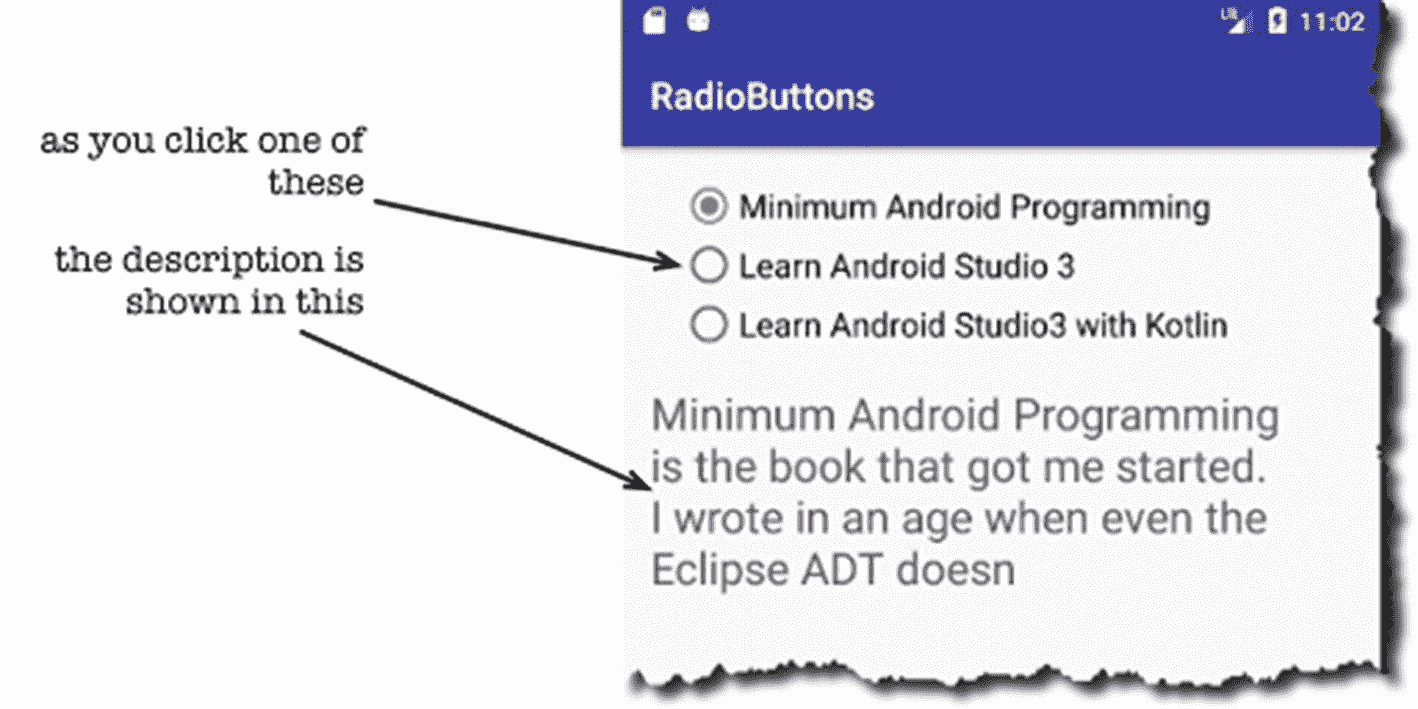 11:02
RadioButtons
as you click one of
these
the description is
shown in this
Minimum Android Programming
Learn Android Studio 3
Learn Android Studio3 with Kotlin
Minimum Android Programming
is the book that got me started.
I wrote in an age when even the
Eclipse ADT doesn